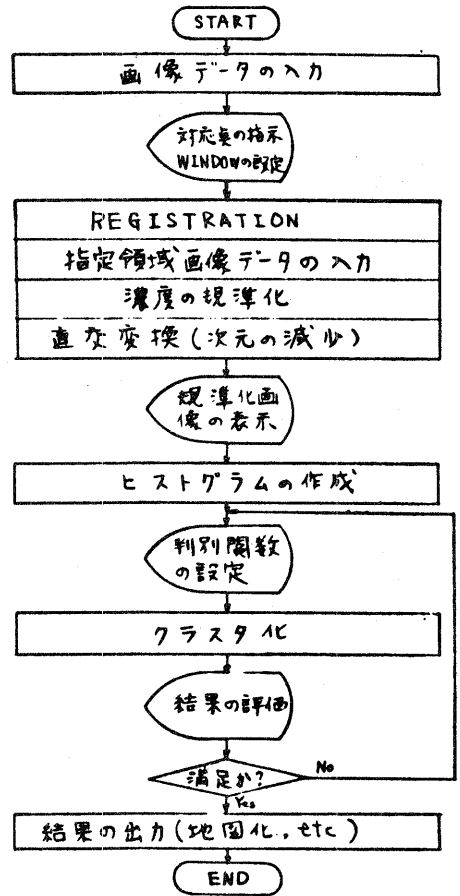 START
画像データの入力
対応点の指示
WINDOWの設定
REGISTRATION
指定領域画像データの入力
濃度の規準化
直交変換(次元の減少)
規準化画
像の表示
ヒストグラムの作成
判別関数
の設定
クラスタ化
結果の評価
満足か?
No
Yes
結果の出力(地図化, etc)
END